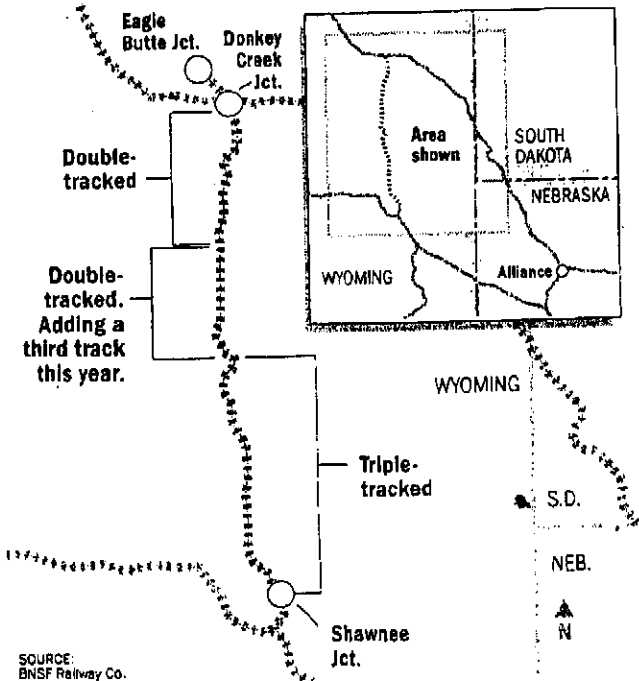 Eagle
Butte Jct.
Donkey
Creek
Jct.
Double-
tracked
Double-
tracked.
Adding a
third track
this year.
Triple-
tracked
Shawnee
Jct.
SOURCE:
BNSF Railway Co.
Area
shown
SOUTH
DAKOTA
NEBRASKA
WYOMING
Alliance
WYOMING
S.D.
NEB.
N